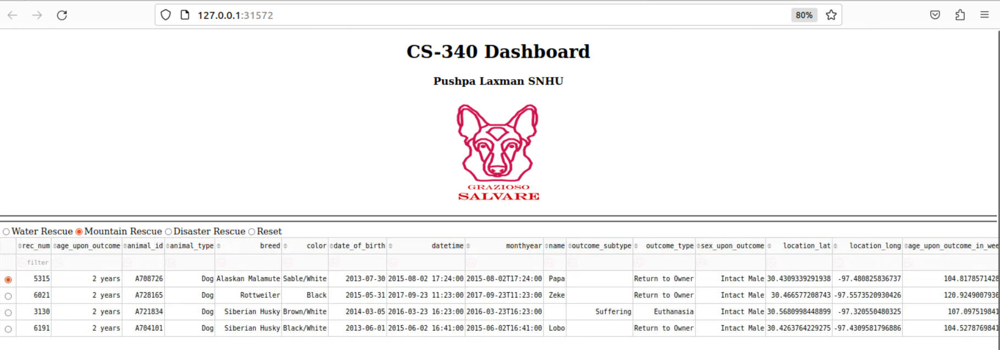 127.0.0.1:31572 80%
CS-340 Dashboard
Pushpa Laxman SNHU
GRAZIOSO
SALVARE
Water Rescue Mountain Rescue Disaster Rescue Reset
rec_num age_upon_outcome animal_id animal_type breed color date_of_birth datetime monthyear name outcome_subtype outcome_type sex_upon_outcome location_lat location_long age_upon_outcome_in_wee
filter
5315 2 years A708726 Dog Alaskan Malamute Sable/White 2013-07-30 2015-08-02 17:24:00 2015-08-02T17:24:00 Papa Return to Owner Intact Male 30.4309339291938 -97.480825836737 104.8178571428
6021 2 years A728165 Dog Rottweiler Black 2015-05-31 2017-09-23 11:23:00 2017-09-23T11:23:00 Zeke Return to Owner Intact Male 30.466577208743 -97.5573520930426 120.9249007936
3130 2 years A721834 Dog Siberian Husky Brown/White 2014-03-05 2016-03-23 16:23:00 2016-03-23T16:23:00 Suffering Euthanasia Intact Male 30.5680998448899 -97.320550480325 107.097519841
6191 2 years A704101 Dog Siberian Husky Black/White 2013-06-01 2015-06-02 16:41:00 2015-06-02T16:41:00 Lobo Return to Owner Intact Male 30.4263764229275 -97.4309581796886 104.5278769841